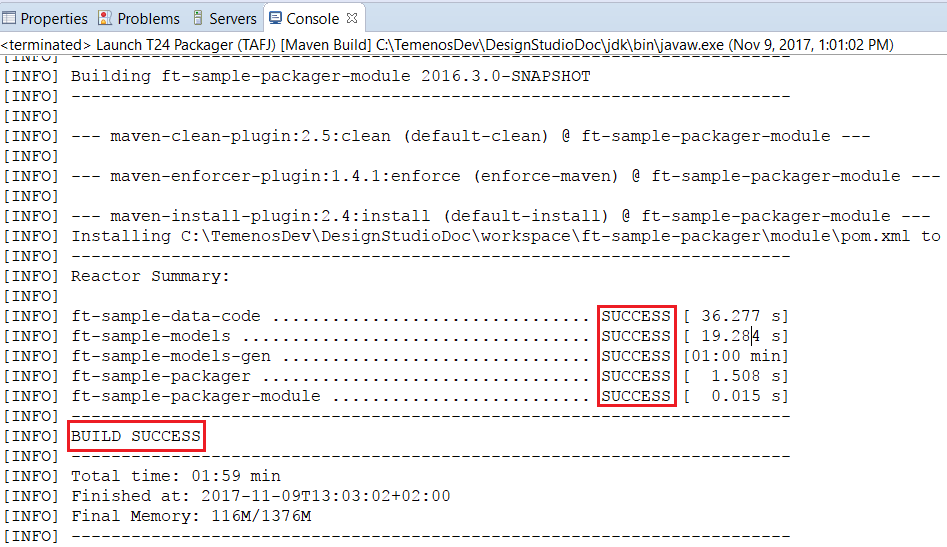 Properties Problems Servers Console
<terminated> Launch T24 Packager (TAFJ) [Maven Build] C:\TemenosDev\DesignStudioDoc\jdk\bin\javaw.exe (Nov 9, 2017, 1:01:02 PM)
[INFO] ------------------------------------------------------------------------
[INFO] Building ft-sample-packager-module 2016.3.0-SNAPSHOT
[INFO] ------------------------------------------------------------------------
[INFO]
[INFO] --- maven-clean-plugin:2.5:clean (default-clean) @ ft-sample-packager-module ---
[INFO]
[INFO] --- maven-enforcer-plugin:1.4.1:enforce (enforce-maven) @ ft-sample-packager-module ---
[INFO]
[INFO] --- maven-install-plugin:2.4:install (default-install) @ ft-sample-packager-module ---
[INFO] Installing C:\TemenosDev\DesignStudioDoc\workspace\ft-sample-packager\module\pom.xml to
[INFO] ------------------------------------------------------------------------
[INFO] Reactor Summary:
[INFO]
[INFO] ft-sample-data-code ................................ SUCCESS [ 36.277 s]
[INFO] ft-sample-models ................................... SUCCESS [ 19.284 s]
[INFO] ft-sample-models-gen ............................... SUCCESS [01:00 min]
[INFO] ft-sample-packager ................................. SUCCESS [  1.508 s]
[INFO] ft-sample-packager-module .......................... SUCCESS [  0.015 s]
[INFO] ------------------------------------------------------------------------
[INFO] BUILD SUCCESS
[INFO] ------------------------------------------------------------------------
[INFO] Total time: 01:59 min
[INFO] Finished at: 2017-11-09T13:03:02+02:00
[INFO] Final Memory: 116M/1376M
[INFO] ------------------------------------------------------------------------